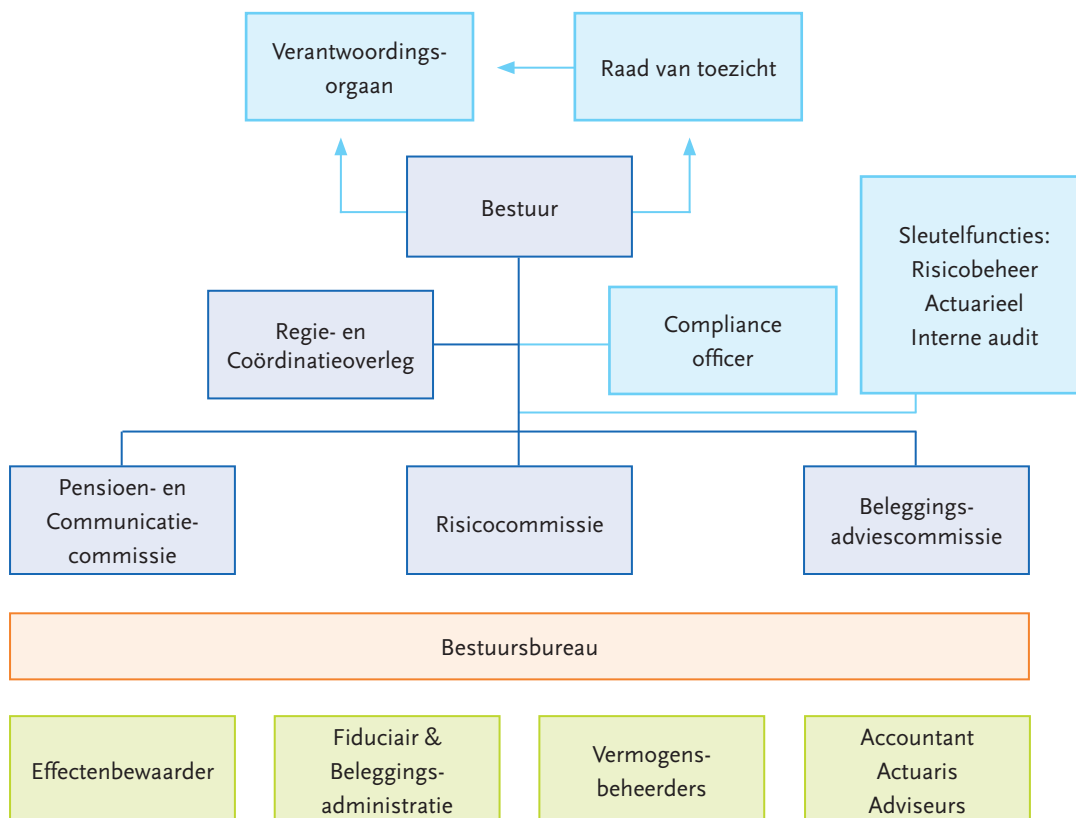 Verantwoordings-
orgaan
Raad van toezicht
Bestuur
Sleutelfuncties:
Risicobeheer
Actuarieel
Interne audit
Regie- en
Coördinatieoverleg
Compliance
officer
Pensioen- en
Communicatie-
commissie
Risicocommissie
Beleggings-
adviescommissie
Bestuursbureau
Effectenbewaarder
Fiduciair &
Beleggings-
administratie
Vermogens-
beheerders
Accountant
Actuaris
Adviseurs